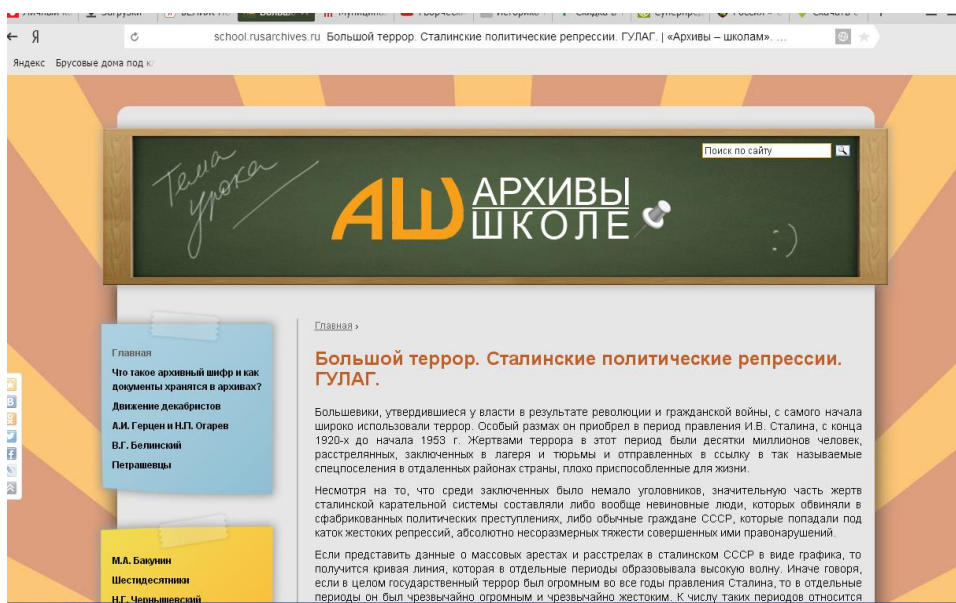 school.rusarchives.ru Большой террор. Сталинские политические репрессии. ГУЛАГ. | «Архивы – школам». ...
Яндекс Брусовые дома под к
Тема
урока
Поиск по сайту
АШ АРХИВЫ
ШКОЛЕ
:)
Главная ›
Большой террор. Сталинские политические репрессии.
ГУЛАГ.
Большевики, утвердившиеся у власти в результате революции и гражданской войны, с самого начала
широко использовали террор. Особый размах он приобрел в период правления И.В. Сталина, с конца
1920-х до начала 1953 г. Жертвами террора в этот период были десятки миллионов человек,
расстрелянных, заключенных в лагеря и тюрьмы и отправленных в ссылку в так называемые
спецпоселения в отдаленных районах страны, плохо приспособленные для жизни.
Несмотря на то, что среди заключенных было немало уголовников, значительную часть жертв
сталинской карательной системы составляли либо вообще невиновные люди, которых обвиняли в
сфабрикованных политических преступлениях, либо обычные граждане СССР, которые попадали под
каток жестоких репрессий, абсолютно несоразмерных тяжести совершенных ими правонарушений.
Если представить данные о массовых арестах и расстрелах в сталинском СССР в виде графика, то
получится кривая линия, которая в отдельные периоды образовывала высокую волну. Иначе говоря,
если в целом государственный террор был огромным во все годы правления Сталина, то в отдельные
периоды он был чрезвычайно огромным и чрезвычайно жестоким. К числу таких периодов относится
Главная
Что такое архивный шифр и как
документы хранятся в архивах?
Движение декабристов
А.И. Герцен и Н.П. Огарев
В.Г. Белинский
Петрашевцы
М.А. Бакунин
Шестидесятники
Н.Г. Чернышевский